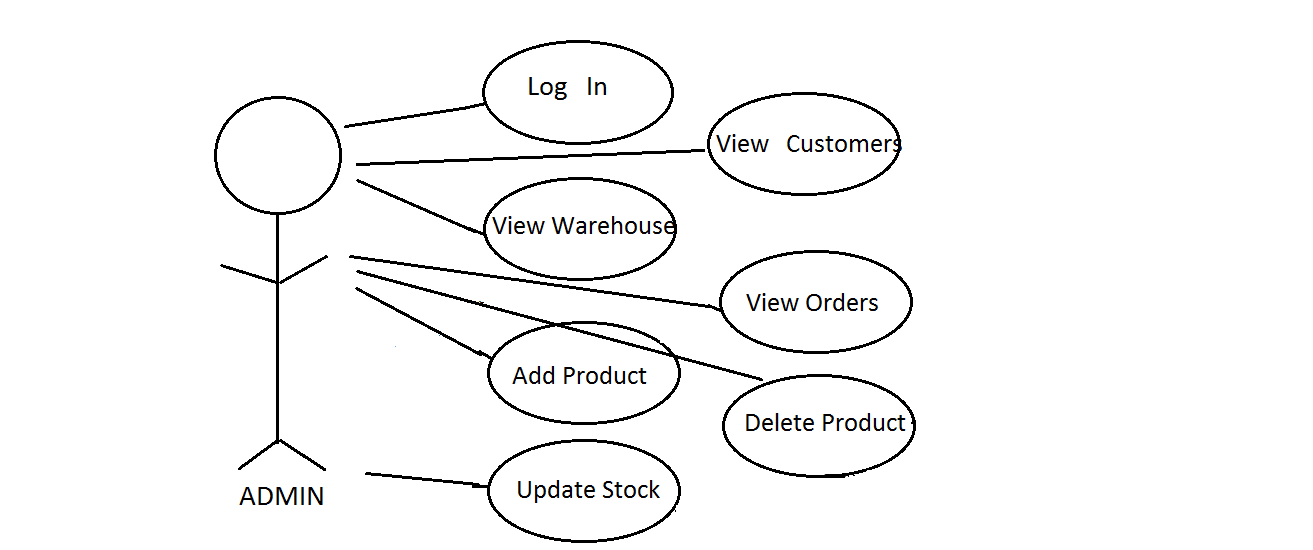 Log In
View Customers
View Warehouse
View Orders
Add Product
Delete Product
Update Stock
ADMIN